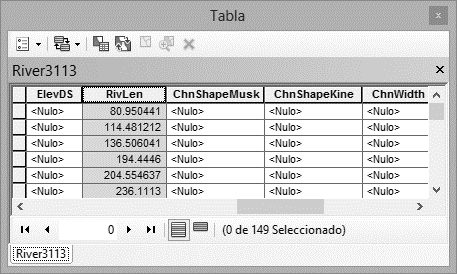 Tabla
River3113
ElevDS RivLen ChnShapeMusk ChnShapeKine ChnWidth
<Nulo> 80.950441 <Nulo> <Nulo> <Nulo>
<Nulo> 114.481212 <Nulo> <Nulo> <Nulo>
<Nulo> 136.506041 <Nulo> <Nulo> <Nulo>
<Nulo> 194.4446 <Nulo> <Nulo> <Nulo>
<Nulo> 204.554637 <Nulo> <Nulo> <Nulo>
<Nulo> 236.1113 <Nulo> <Nulo> <Nulo>
0 (0 de 149 Seleccionado)
River3113